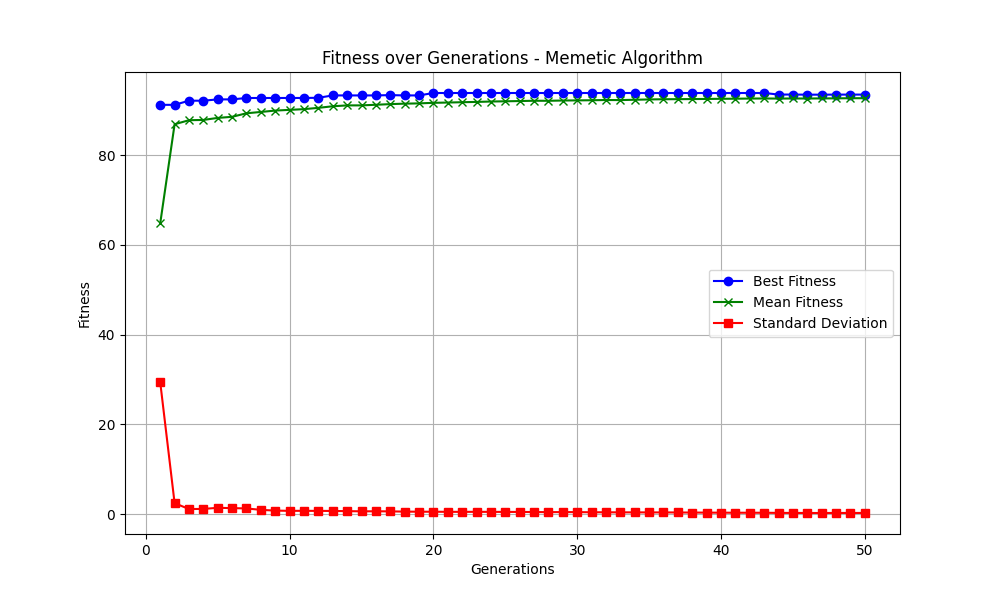 Fitness over Generations - Memetic Algorithm
80
60
40
20
0
Fitness
Best Fitness
Mean Fitness
Standard Deviation
0 10 20 30 40 50
Generations